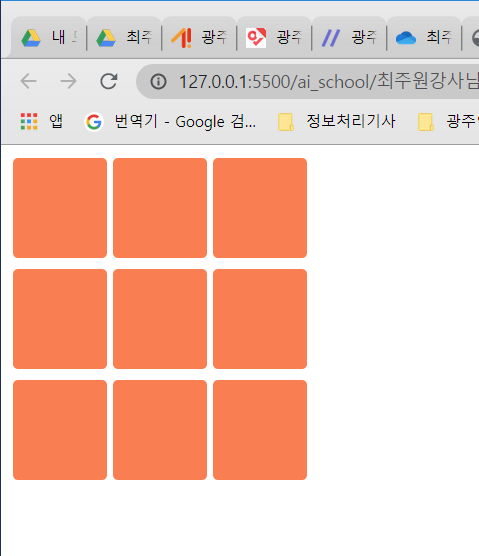 내 최주 광주 광주 광주 최주
127.0.0.1:5500/ai_school/최주원강사님
앱 번역기 - Google 검... 정보처리기사 광주